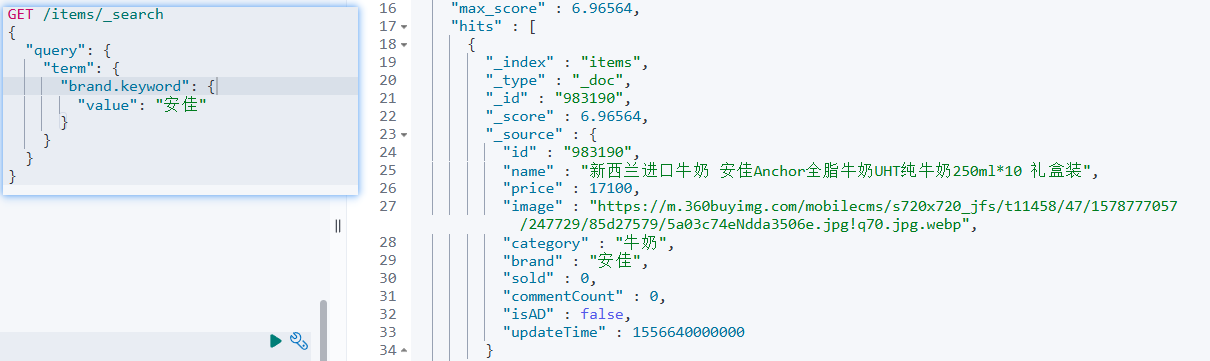 GET /items/_search
{
"query": {
"term": {
"brand.keyword": {
"value": "安佳"
}
}
}
}
16 "max_score" : 6.96564,
17 "hits" : [
18 {
19 "_index" : "items",
20 "_type" : "_doc",
21 "_id" : "983190",
22 "_score" : 6.96564,
23 "_source" : {
24 "id" : "983190",
25 "name" : "新西兰进口牛奶 安佳Anchor全脂牛奶UHT纯牛奶250ml*10 礼盒装",
26 "price" : 17100,
27 "image" : "https://m.360buyimg.com/mobilecms/s720x720_jfs/t11458/47/1578777057
/247729/85d27579/5a03c74eNdda3506e.jpg!q70.jpg.webp",
28 "category" : "牛奶",
29 "brand" : "安佳",
30 "sold" : 0,
31 "commentCount" : 0,
32 "isAD" : false,
33 "updateTime" : 1556640000000
34 }